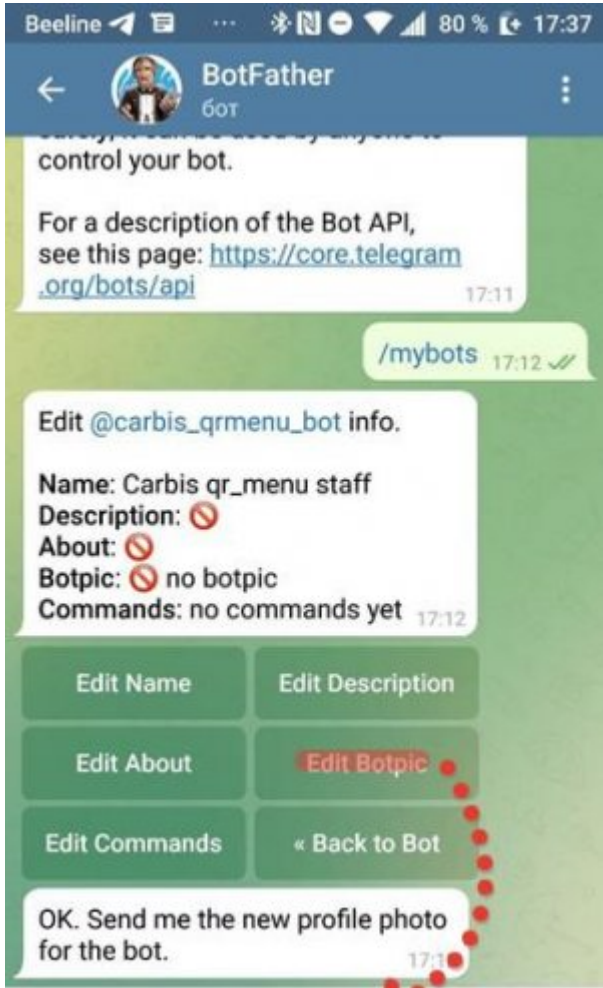 Beeline ··· 80 % 17:37
BotFather
бот
control your bot.
For a description of the Bot API,
see this page: https://core.telegram
.org/bots/api
17:11
/mybots 17:12
Edit @carbis_qrmenu_bot info.
Name: Carbis qr_menu staff
Description: 🚫
About: 🚫
Botpic: 🚫 no botpic
Commands: no commands yet 17:12
Edit Name Edit Description
Edit About Edit Botpic
Edit Commands « Back to Bot
OK. Send me the new profile photo
for the bot.